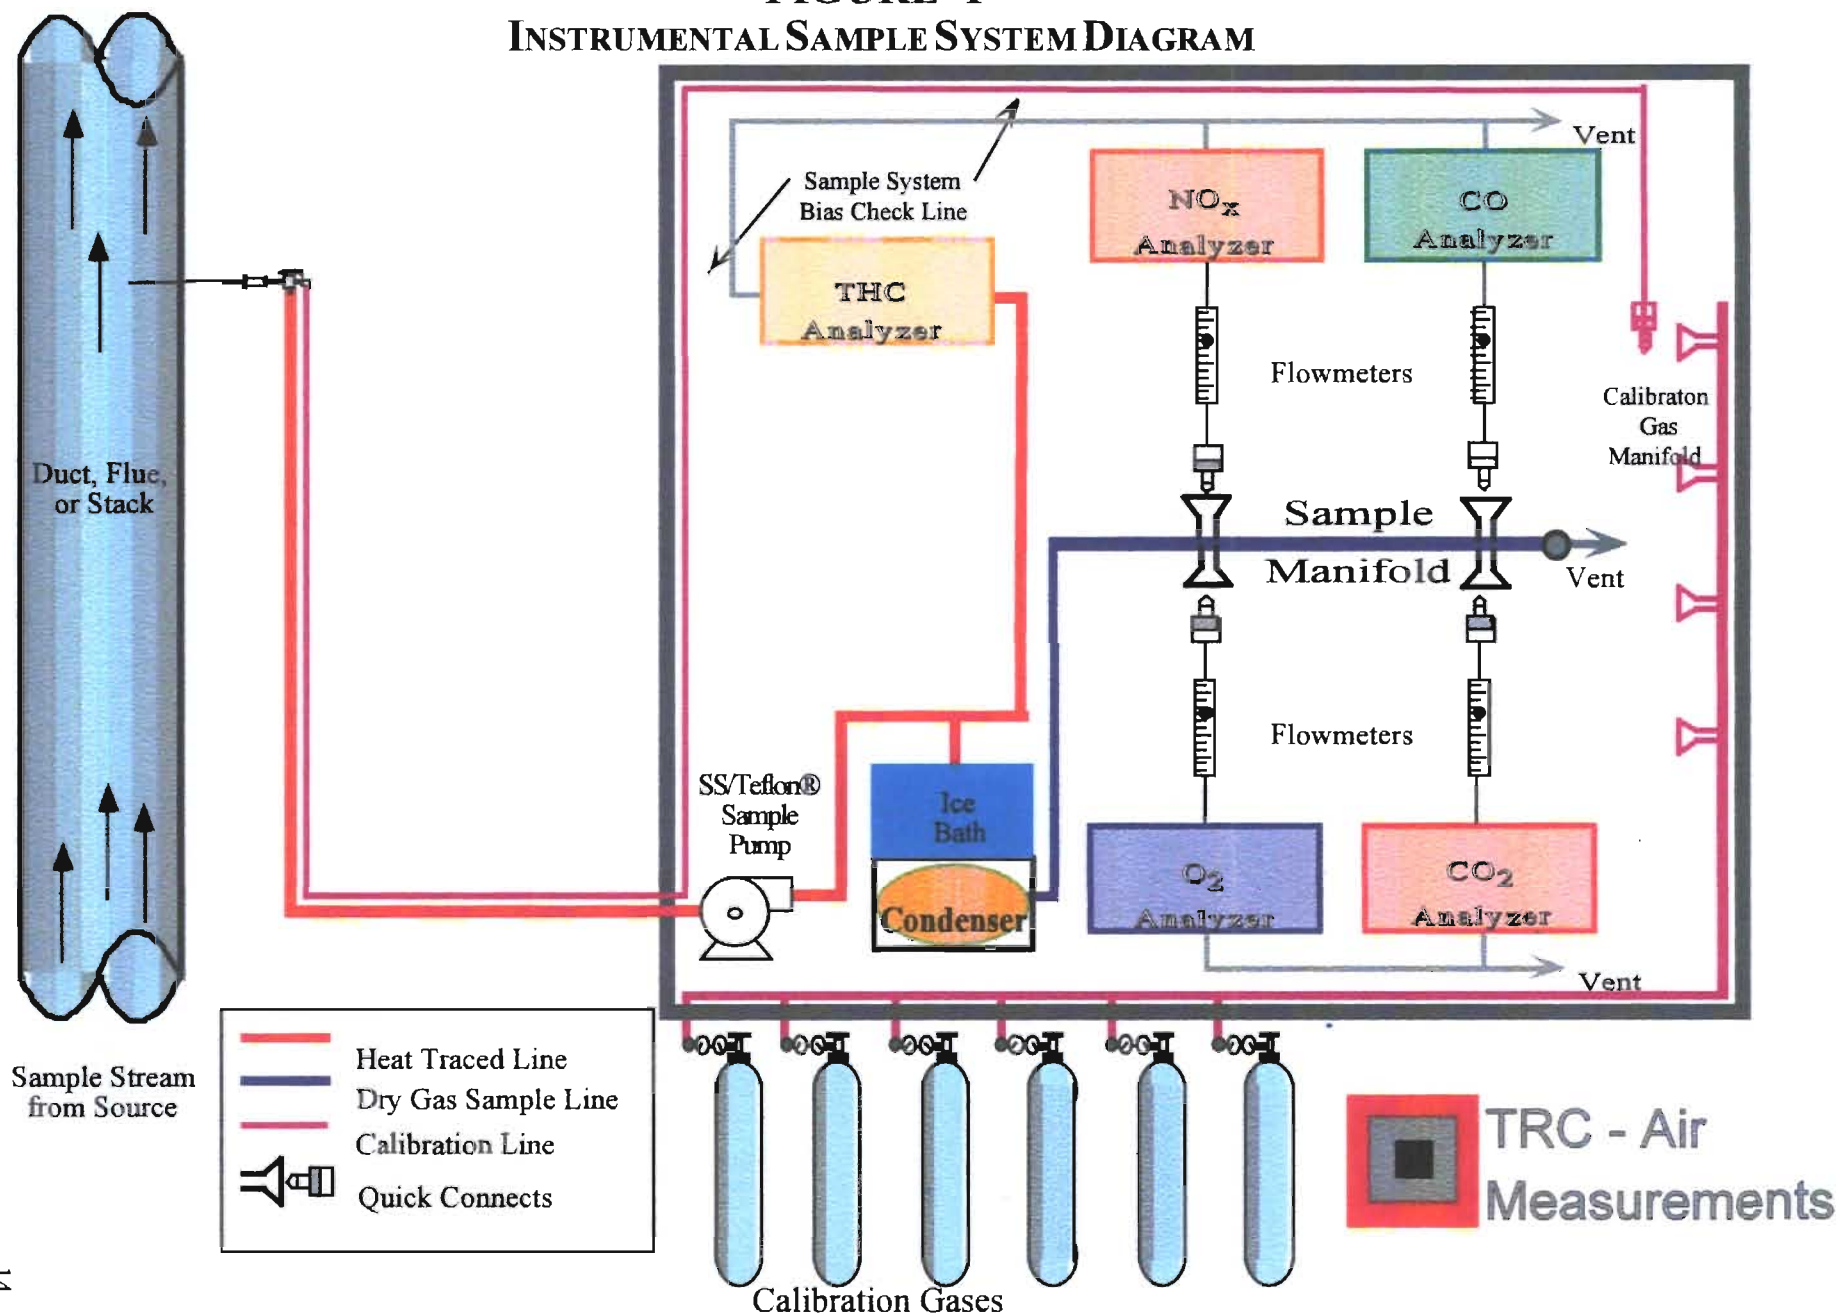 INSTRUMENTAL SAMPLE SYSTEM DIAGRAM
Vent
Sample System
Bias Check Line
NOx
Analyzer
CO
Analyzer
THC
Analyzer
Flowmeters
Calibraton
Gas
Manifold
Duct, Flue,
or Stack
Sample
Manifold
Vent
SS/Teflon®
Sample
Pump
Flowmeters
Ice
Bath
Condenser
O2
Analyzer
CO2
Analyzer
Vent
Sample Stream
from Source
Heat Traced Line
Dry Gas Sample Line
Calibration Line
Quick Connects
TRC - Air
Measurements
Calibration Gases